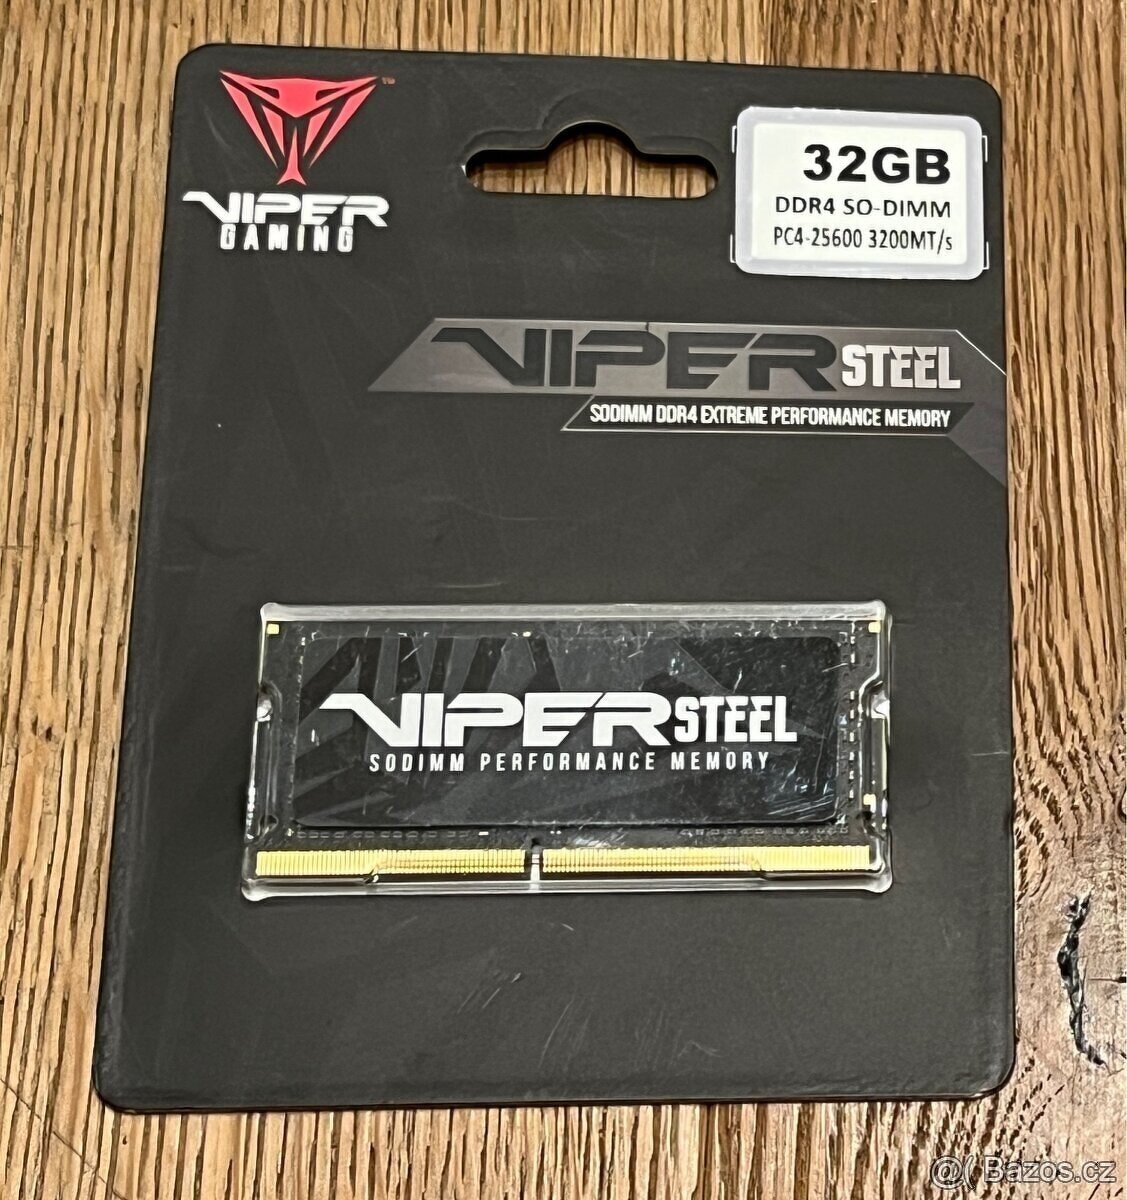 VIPER
GAMING
TM
32GB
DDR4 SO-DIMM
PC4-25600 3200MT/s
VIPER STEEL
SODIMM DDR4 EXTREME PERFORMANCE MEMORY
VIPER STEEL
SODIMM PERFORMANCE MEMORY
@( Bazos.cz